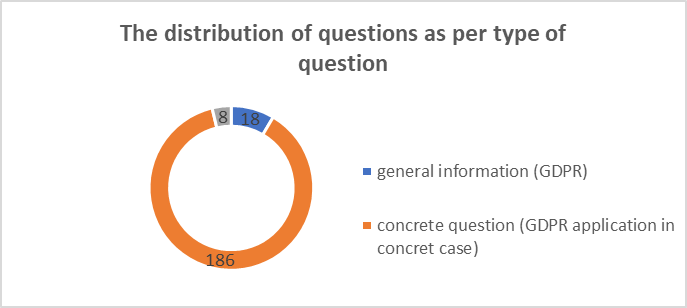 The distribution of questions as per type of
question
8
18
general information (GDPR)
concrete question (GDPR application in
concret case)
186